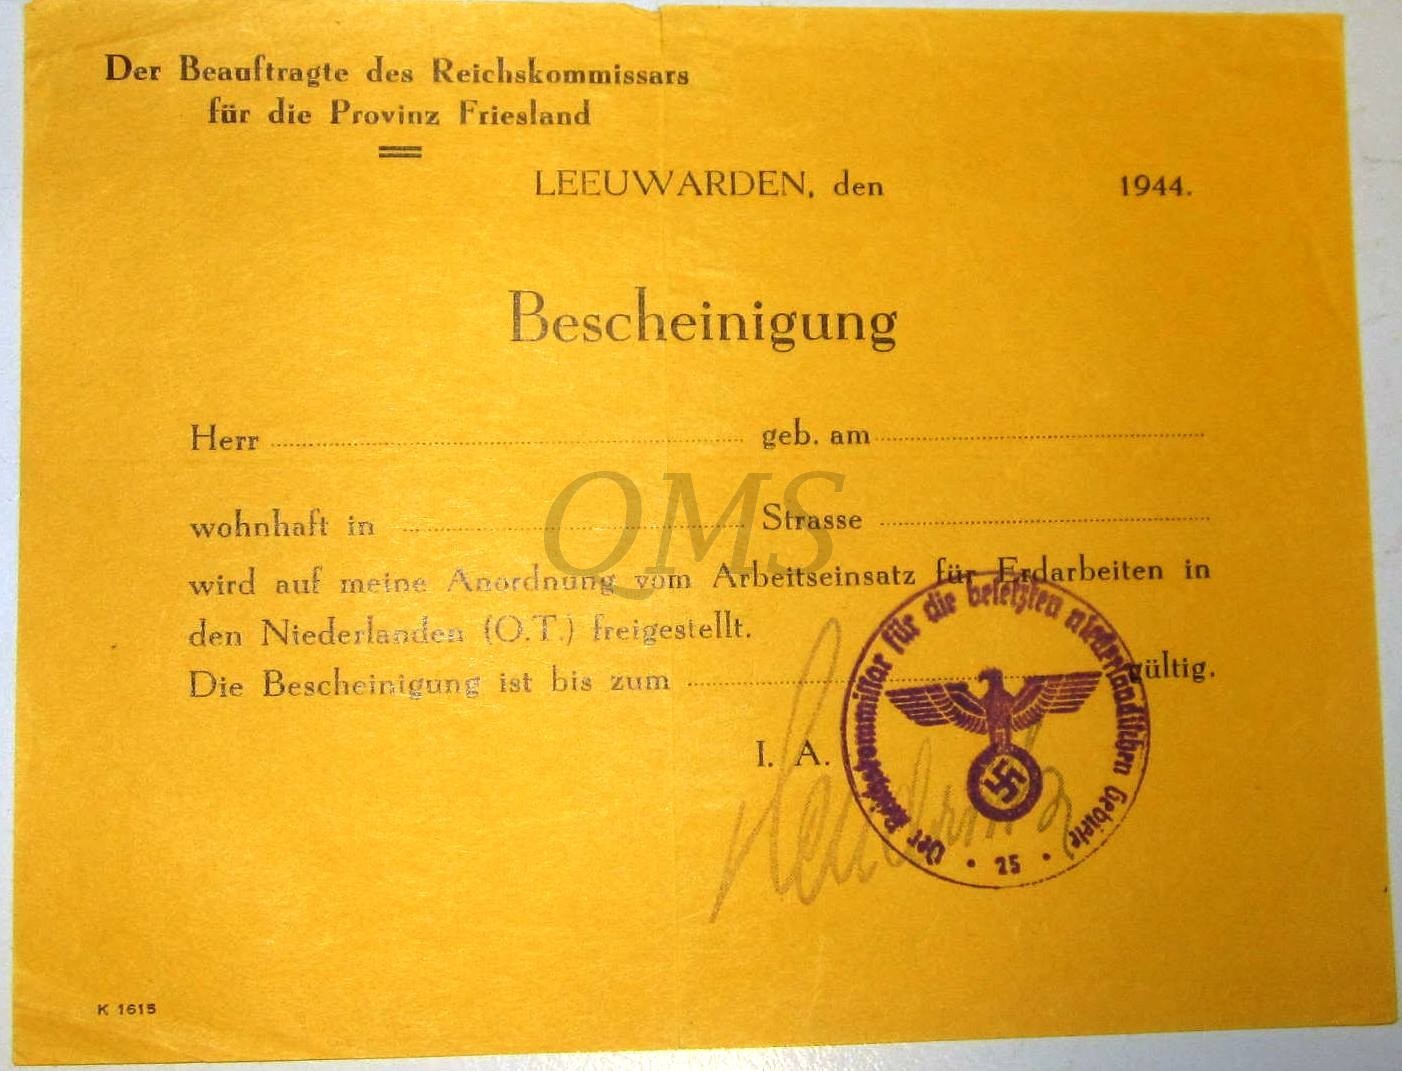 Der Beauftragte des Reichskommissars
für die Provinz Friesland
LEEUWARDEN, den 1944.
Bescheinigung
Herr geb. am
wohnhaft in Strasse
wird auf meine Anordnung vom Arbeitseinsatz für Erdarbeiten in
den Niederlanden (O.T.) freigestellt.
Die Bescheinigung ist bis zum gültig.
I. A.
Der Reichskommissar für die besetzten niederländischen Gebiete
• 25 •
K 1615
QMS